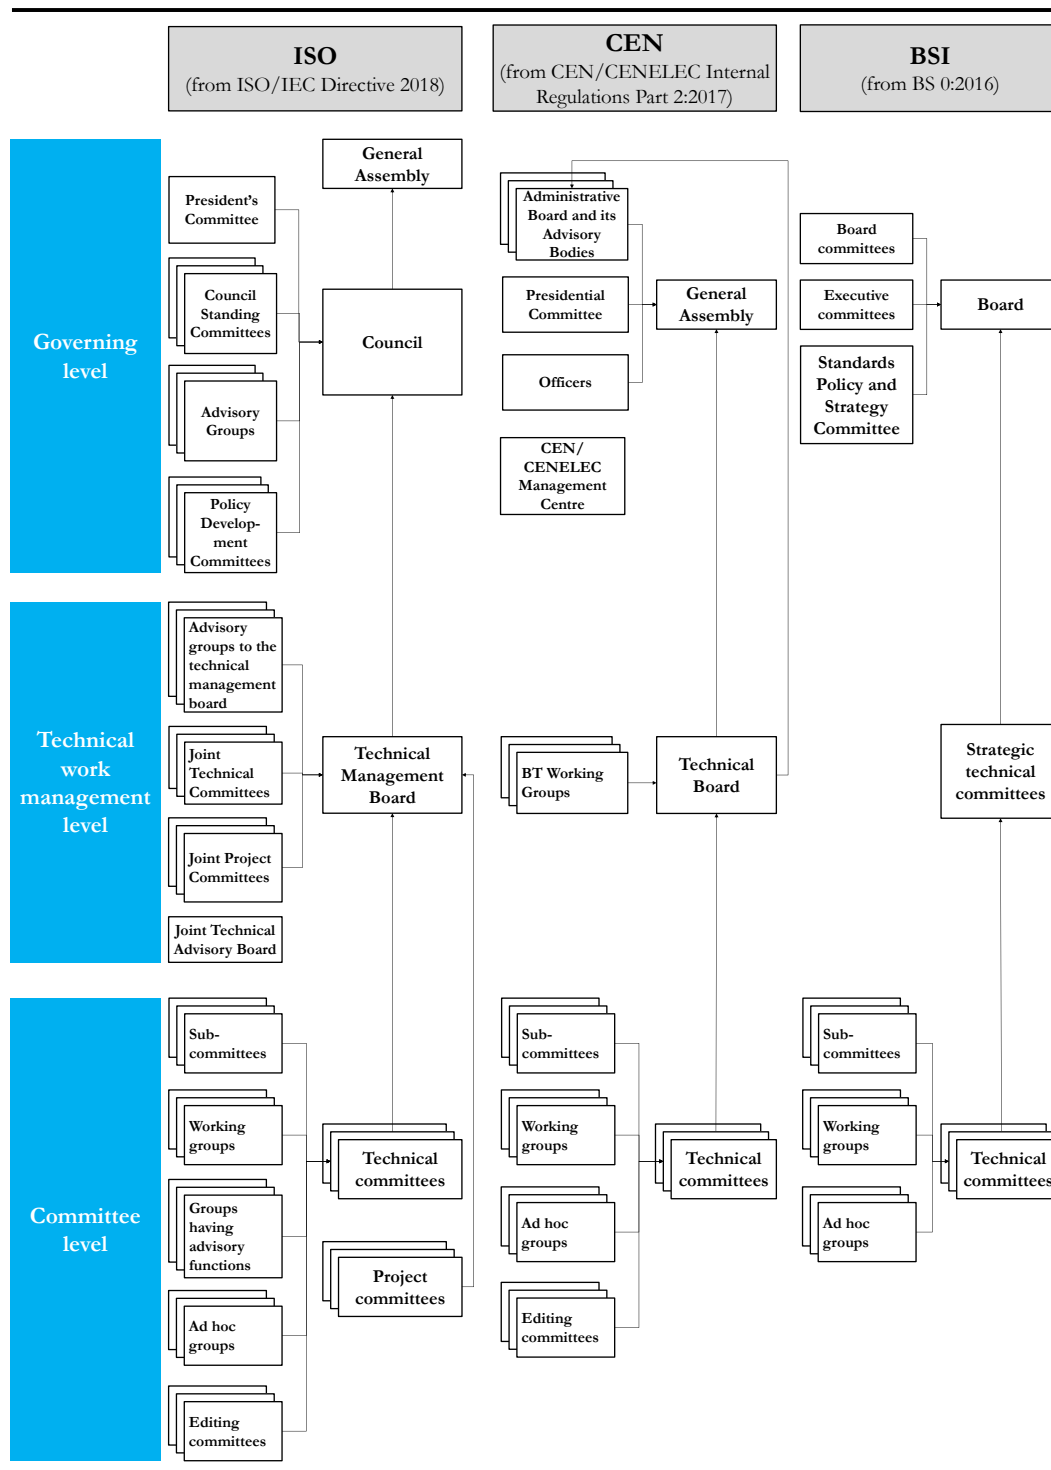 ISO
(from ISO/IEC Directive 2018)
CEN
(from CEN/CENELEC Internal
Regulations Part 2:2017)
BSI
(from BS 0:2016)
Governing
level
General
Assembly
President's
Committee
Council
Standing
Committees
Council
Advisory
Groups
Policy
Develop-
ment
Committees
Administrative
Board and its
Advisory
Bodies
Presidential
Committee
General
Assembly
Officers
CEN/
CENELEC
Management
Centre
Board
committees
Executive
committees
Board
Standards
Policy and
Strategy
Committee
Technical
work
management
level
Advisory
groups to the
technical
management
board
Joint
Technical
Committees
Technical
Management
Board
Joint Project
Committees
Joint Technical
Advisory Board
BT Working
Groups
Technical
Board
Strategic
technical
committees
Committee
level
Sub-
committees
Working
groups
Technical
committees
Groups
having
advisory
functions
Project
committees
Ad hoc
groups
Editing
committees
Sub-
committees
Working
groups
Technical
committees
Ad hoc
groups
Editing
committees
Sub-
committees
Working
groups
Technical
committees
Ad hoc
groups